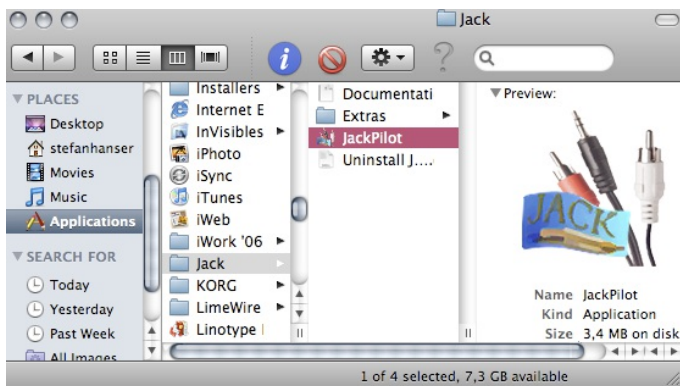 Jack
PLACES
Desktop
stefanhanser
Movies
Music
Applications
SEARCH FOR
Today
Yesterday
Past Week
All Images
Installers
Internet E
InVisibles
iPhoto
iSync
iTunes
iWeb
iWork '06
Jack
KORG
LimeWire
Linotype
Documentati
Extras
JackPilot
Uninstall J....
Preview:
JACK
Name JackPilot
Kind Application
Size 3,4 MB on disk
1 of 4 selected, 7,3 GB available